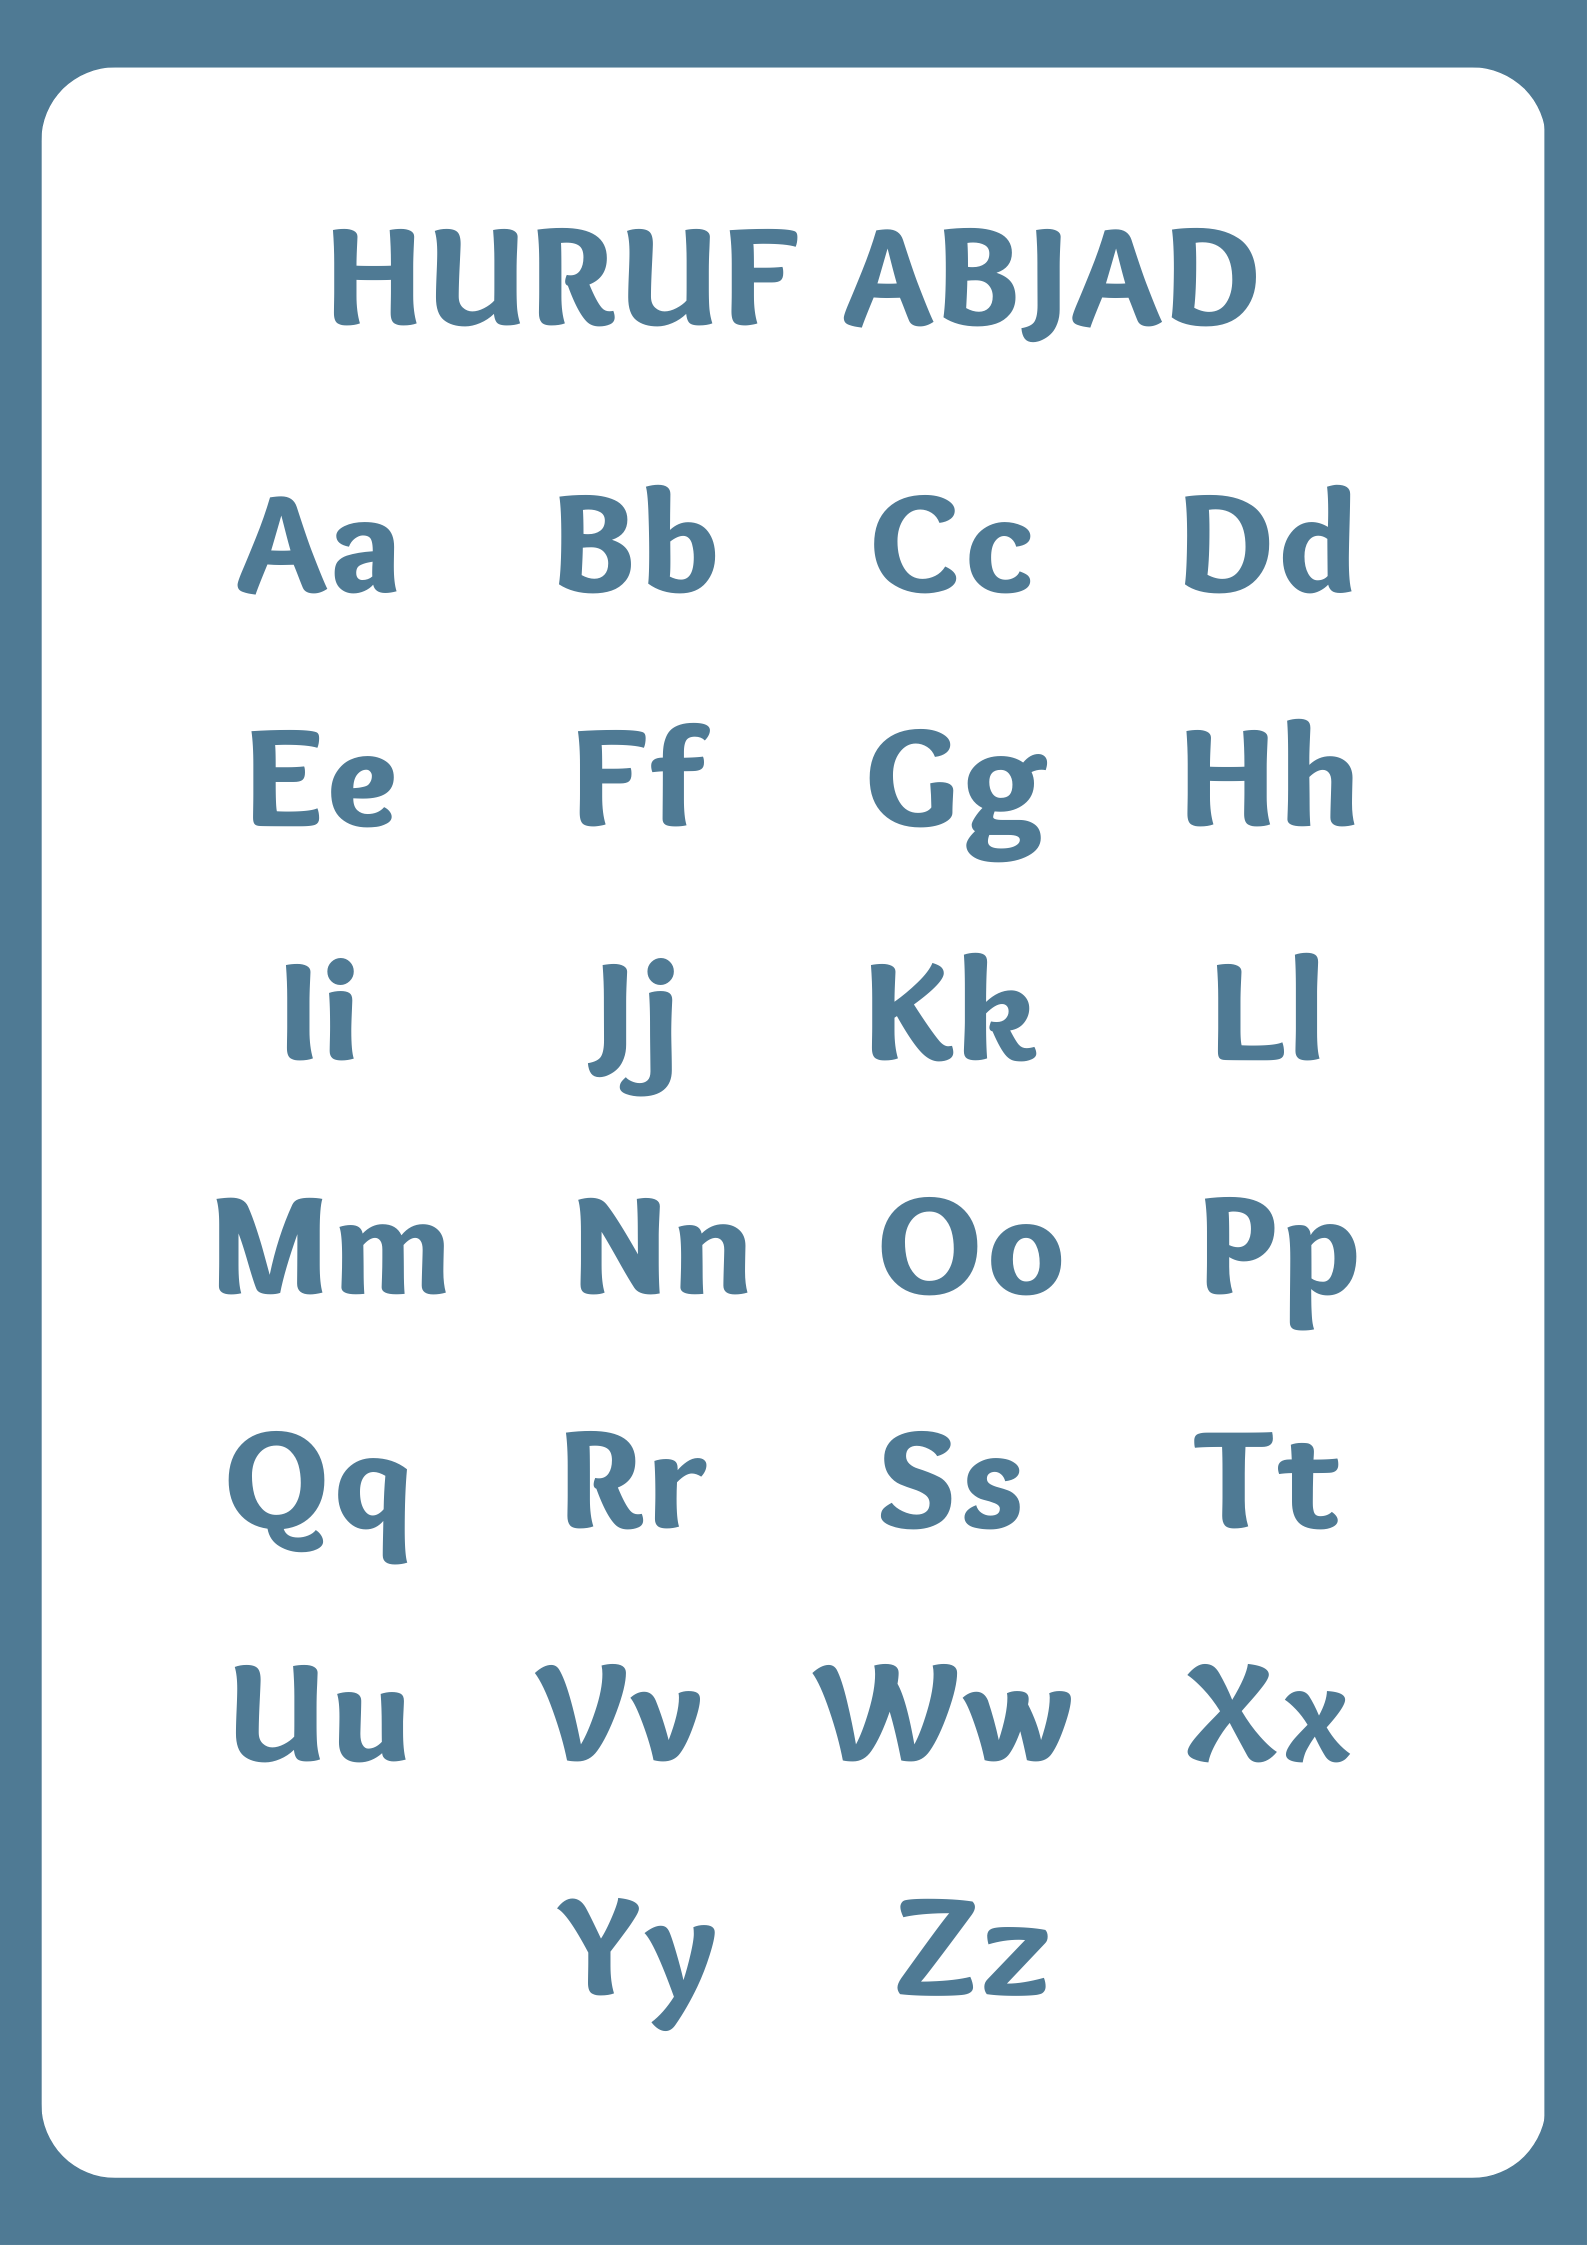 HURUF ABJAD
Aa Bb Cc Dd
Ee Ff Gg Hh
Ii Jj Kk Ll
Mm Nn Oo Pp
Qq Rr Ss Tt
Uu Vv Ww Xx
Yy Zz